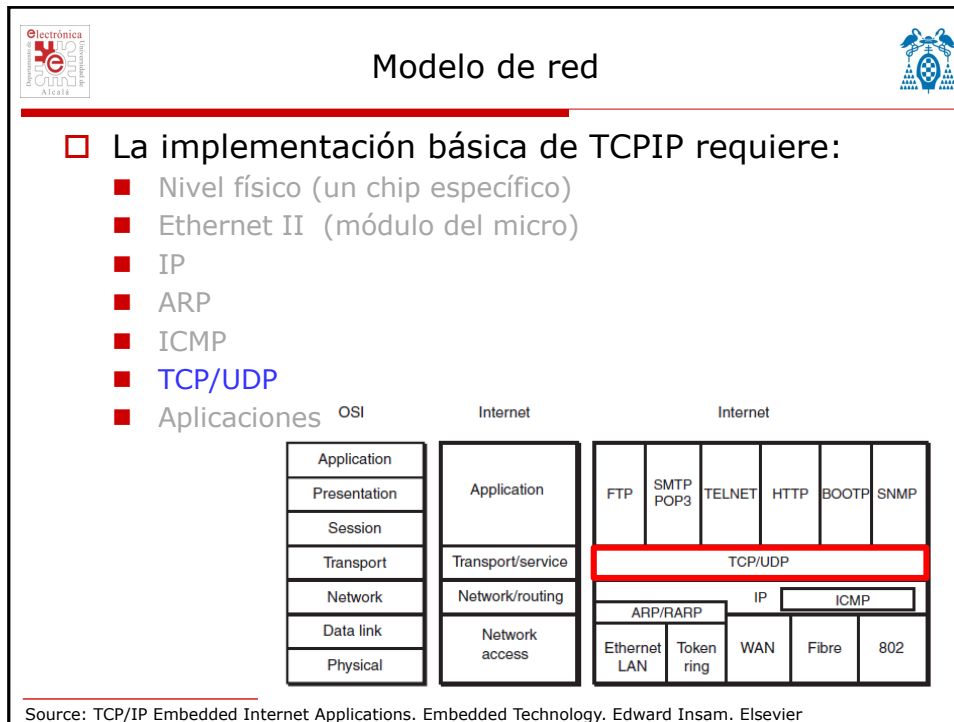 electrónica
Departamento de
Universidad de
Alcalá
Modelo de red
La implementación básica de TCPIP requiere:
Nivel físico (un chip específico)
Ethernet II  (módulo del micro)
IP
ARP
ICMP
TCP/UDP
Aplicaciones
OSI
Internet
Internet
Application
Presentation
Session
Transport
Network
Data link
Physical
Application
Transport/service
Network/routing
Network
access
FTP
SMTP
POP3
TELNET
HTTP
BOOTP
SNMP
TCP/UDP
IP
ICMP
ARP/RARP
Ethernet
LAN
Token
ring
WAN
Fibre
802
Source: TCP/IP Embedded Internet Applications. Embedded Technology. Edward Insam. Elsevier